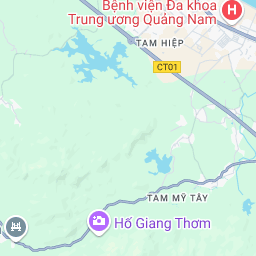 Bệnh viện Đa khoa
Trung ương Quảng Nam
H
TAM HIỆP
CT01
TAM MỸ TÂY
Hố Giang Thơm